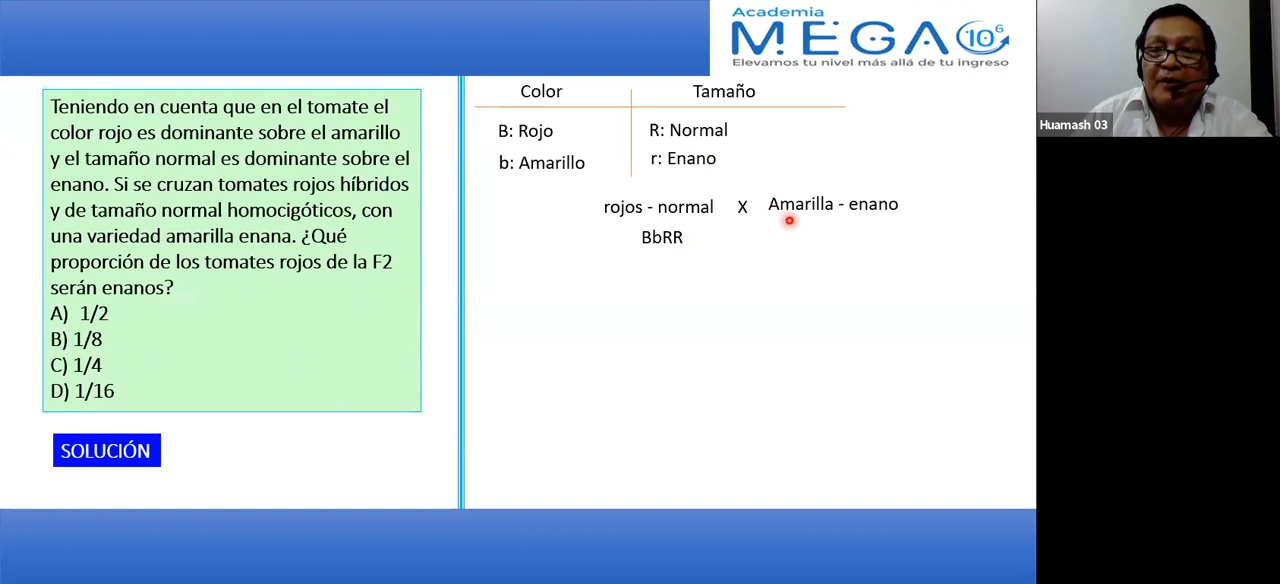 Academia
MEGA 10⁶
Elevamos tu nivel más allá de tu ingreso
Huamash 03
Teniendo en cuenta que en el tomate el
color rojo es dominante sobre el amarillo
y el tamaño normal es dominante sobre el
enano. Si se cruzan tomates rojos híbridos
y de tamaño normal homocigóticos, con
una variedad amarilla enana. ¿Qué
proporción de los tomates rojos de la F2
serán enanos?
A) 1/2
B) 1/8
C) 1/4
D) 1/16
SOLUCIÓN
Color Tamaño
B: Rojo R: Normal
b: Amarillo r: Enano
rojos - normal X Amarilla - enano
BbRR